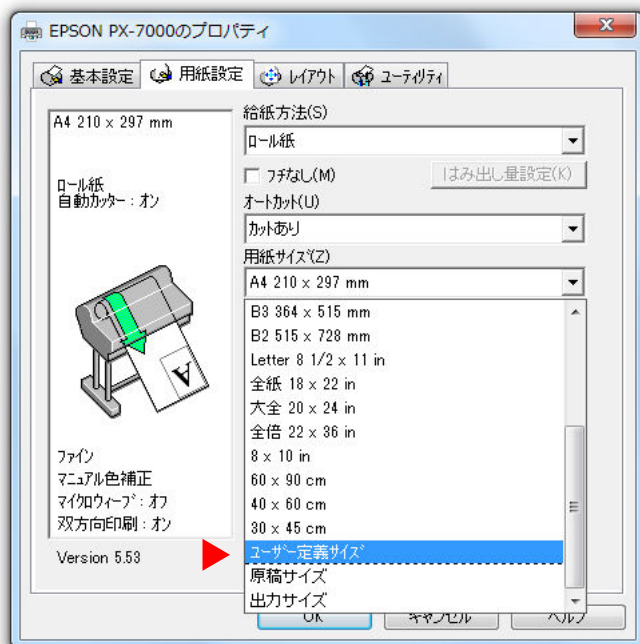 EPSON PX-7000のプロパティ
基本設定
用紙設定
レイアウト
ユーティリティ
A4 210 x 297 mm
ロール紙
自動カッター : オン
A
ファイン
マニュアル色補正
マイクロウィーブ : オフ
双方向印刷 : オン
Version 5.53
給紙方法(S)
ロール紙
フチなし(M)
はみ出し量設定(K)
オートカット(U)
カットあり
用紙サイズ(Z)
A4 210 x 297 mm
B3 364 x 515 mm
B2 515 x 728 mm
Letter 8 1/2 x 11 in
全紙 18 x 22 in
大全 20 x 24 in
全倍 22 x 36 in
8 x 10 in
60 x 90 cm
40 x 60 cm
30 x 45 cm
ユーザー定義サイズ
原稿サイズ
出力サイズ
OK
キャンセル
ヘルプ